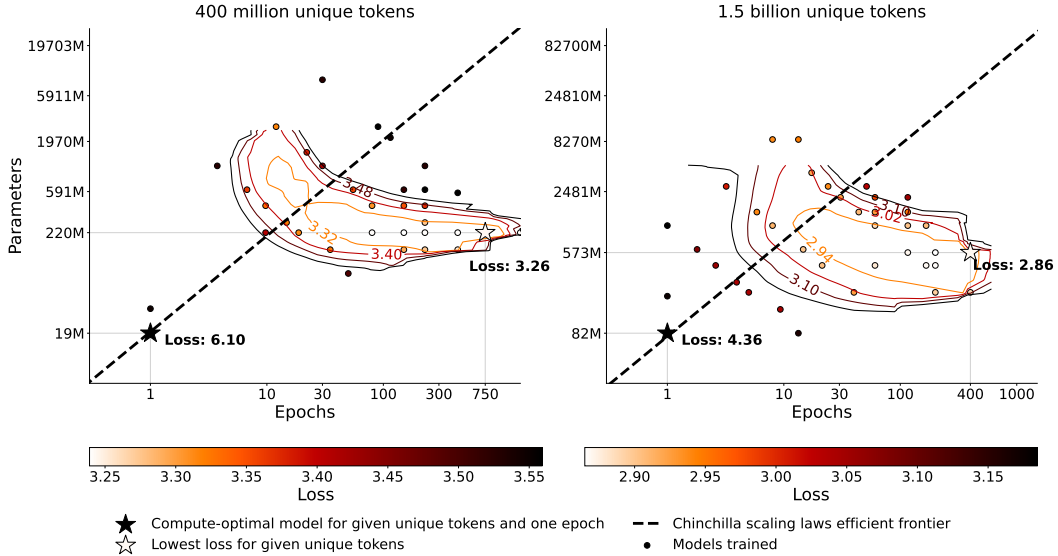 400 million unique tokens
1.5 billion unique tokens
Parameters
19703M
5911M
1970M
591M
220M
19M
3.48
3.32
3.40
Loss: 3.26
Loss: 6.10
1
10
30
100
300
750
Epochs
82700M
24810M
8270M
2481M
573M
82M
3.10
3.02
2.94
3.10
Loss: 2.86
Loss: 4.36
1
10
30
100
400
1000
Epochs
3.25
3.30
3.35
3.40
3.45
3.50
3.55
Loss
2.90
2.95
3.00
3.05
3.10
3.15
Loss
Compute-optimal model for given unique tokens and one epoch
Lowest loss for given unique tokens
Chinchilla scaling laws efficient frontier
Models trained